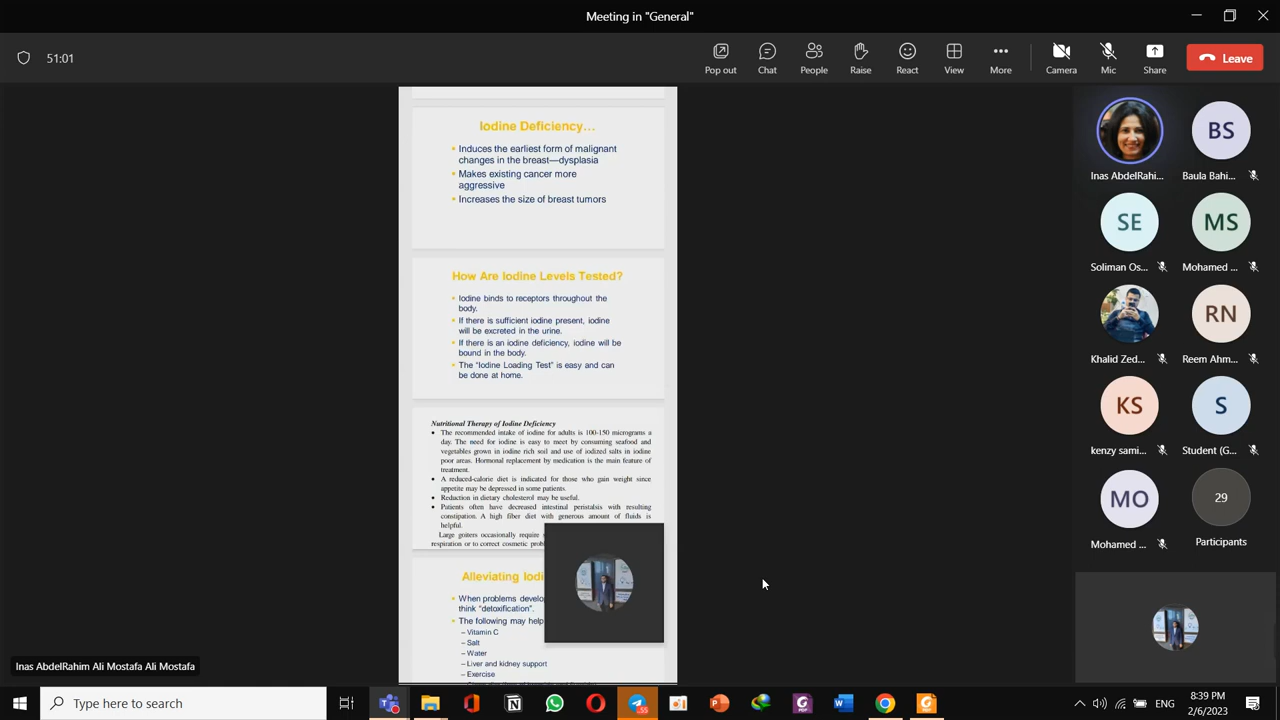 Meeting in "General"
51:01
Pop out
Chat
People
Raise
React
View
More
Camera
Mic
Share
Leave
Iodine Deficiency…
Induces the earliest form of malignant
changes in the breast—dysplasia
Makes existing cancer more
aggressive
Increases the size of breast tumors
How Are Iodine Levels Tested?
Iodine binds to receptors throughout the
body.
If there is sufficient iodine present, iodine
will be excreted in the urine.
If there is an iodine deficiency, iodine will be
bound in the body.
The “Iodine Loading Test” is easy and can
be done at home.
Nutritional Therapy of Iodine Deficiency
The recommended intake of iodine for adults is 100-150 micrograms a
day. The need for iodine is easy to meet by consuming seafood and
vegetables grown in iodine rich soil and use of iodized salts in iodine
poor areas. Hormonal replacement by medication is the main feature of
treatment.
A reduced-calorie diet is indicated for those who gain weight since
appetite may be depressed in some patients.
Reduction in dietary cholesterol may be useful.
Patients often have decreased intestinal peristalsis with resulting
constipation. A high fiber diet with generous amount of fluids is
helpful.
Large goiters occasionally require
respiration or to correct cosmetic
Alleviating
When problems
think “detoxification”.
The following may help
– Vitamin C
– Salt
– Water
– Liver and kidney support
– Exercise
Inas AbdelRahi...
BS
Baula Bahi...
SE
Soliman Os...
MS
Mohamed ...
Khalid Zed...
RN
Reem Ahm...
KS
kenzy sami...
S
Student (G...
MO
Mohamed ...
29
Participants
Inas AbdelRahim Ali Mostafa Ali Mostafa
Type here to search
55
8:39 PM
2/6/2023